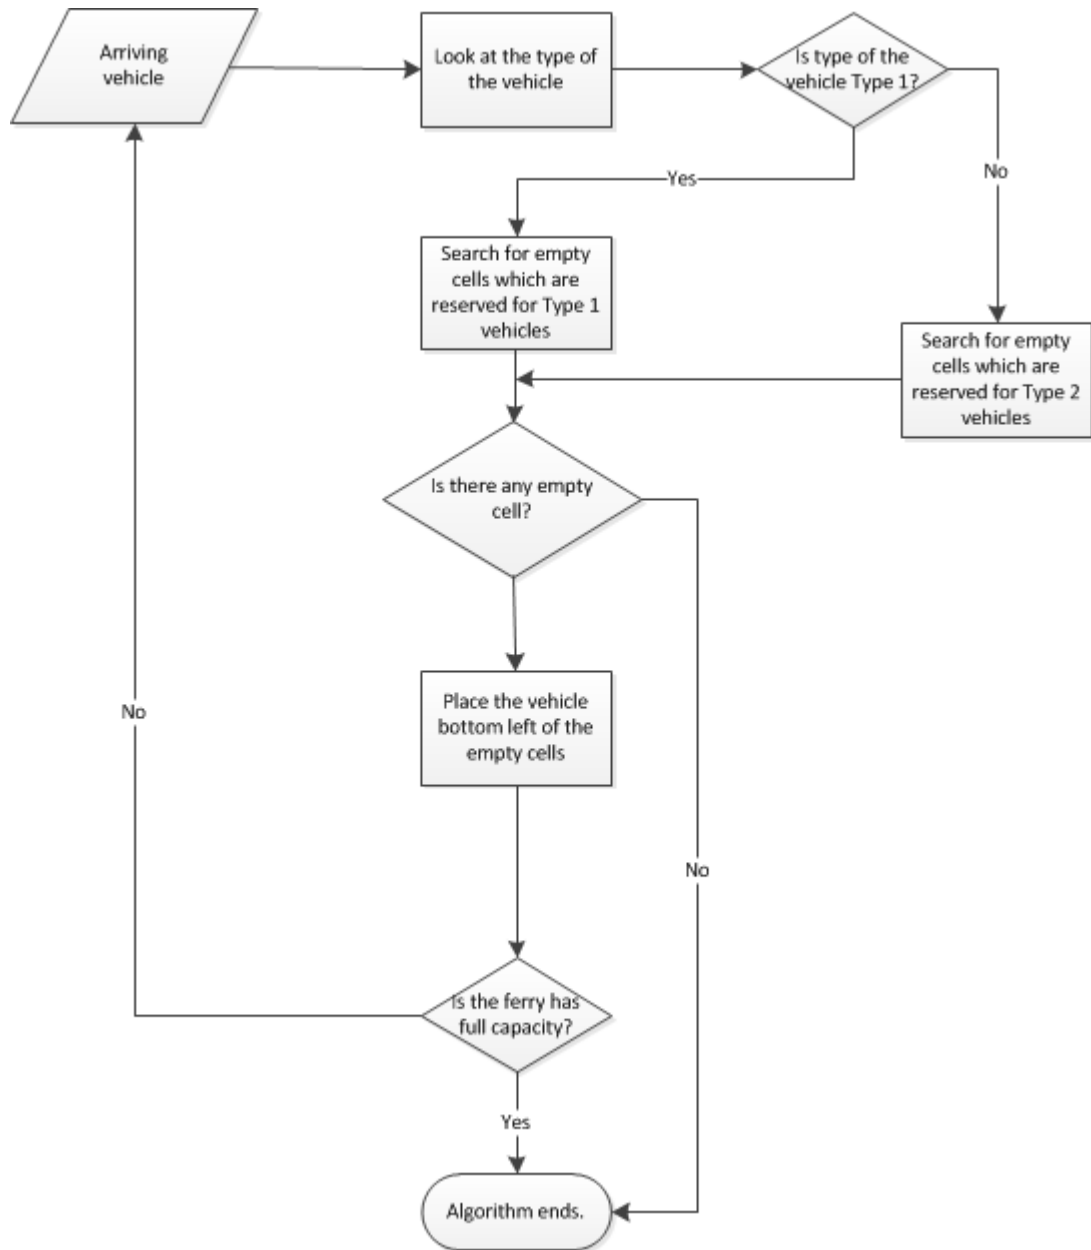 Arriving
vehicle
Look at the type of
the vehicle
Is type of the
vehicle Type 1?
Yes
No
Search for empty
cells which are
reserved for Type 1
vehicles
Search for empty
cells which are
reserved for Type 2
vehicles
Is there any empty
cell?
Place the vehicle
bottom left of the
empty cells
No
No
Is the ferry has
full capacity?
Yes
Algorithm ends.